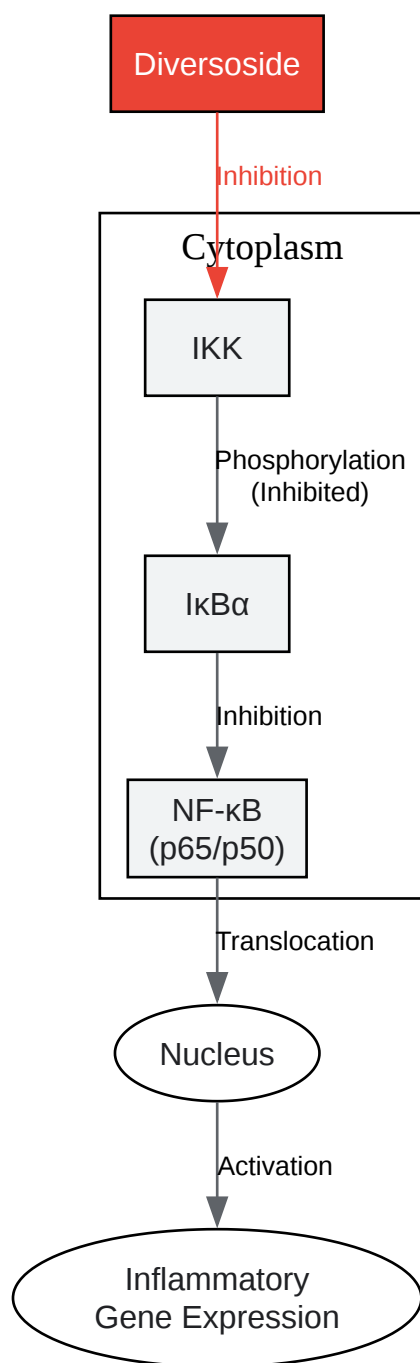 Diversoside
Inhibition
Cytoplasm
IKK
Phosphorylation
(Inhibited)
IκBα
Inhibition
NF-κB
(p65/p50)
Translocation
Nucleus
Activation
Inflammatory
Gene Expression